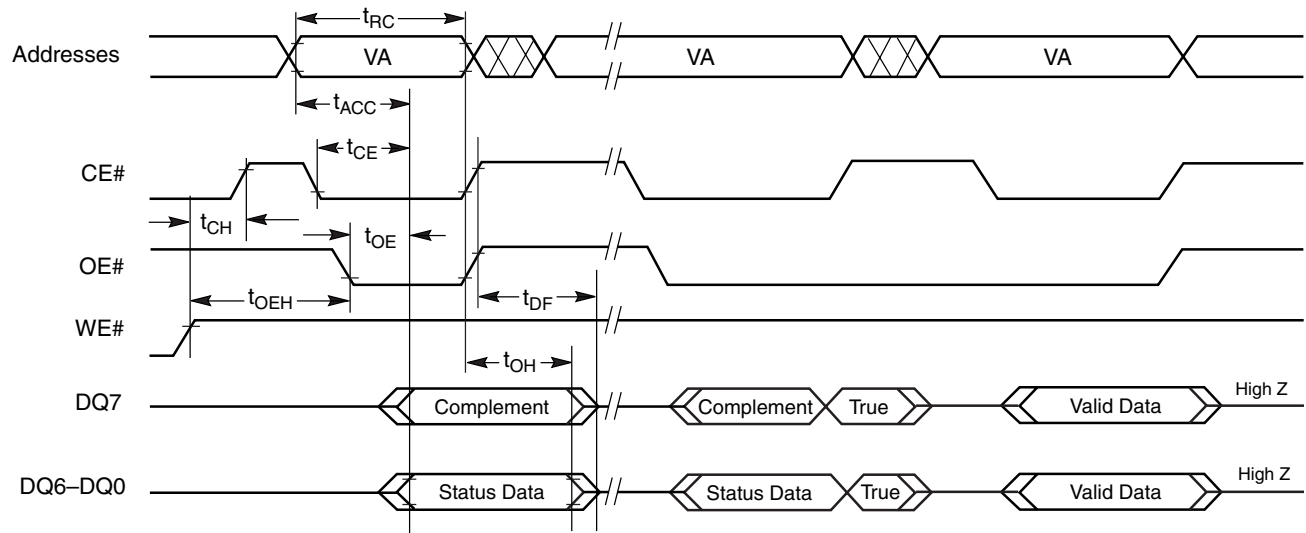 tRC
Addresses VA VA VA
tACC
tCE
CE#
tCH tOE
OE#
tOEH tDF
WE#
tOH
DQ7 Complement Complement True Valid Data High Z
DQ6–DQ0 Status Data Status Data True Valid Data High Z